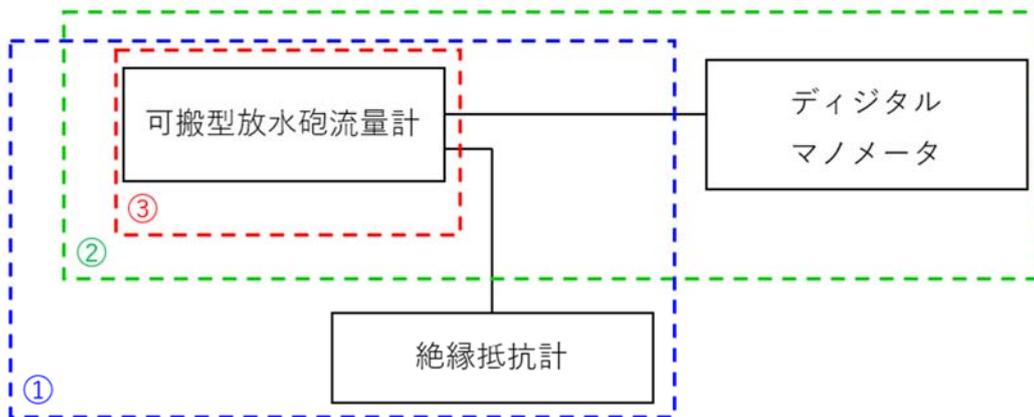 可搬型放水砲流量計
ディジタル
マノメータ
③
②
絶縁抵抗計
①